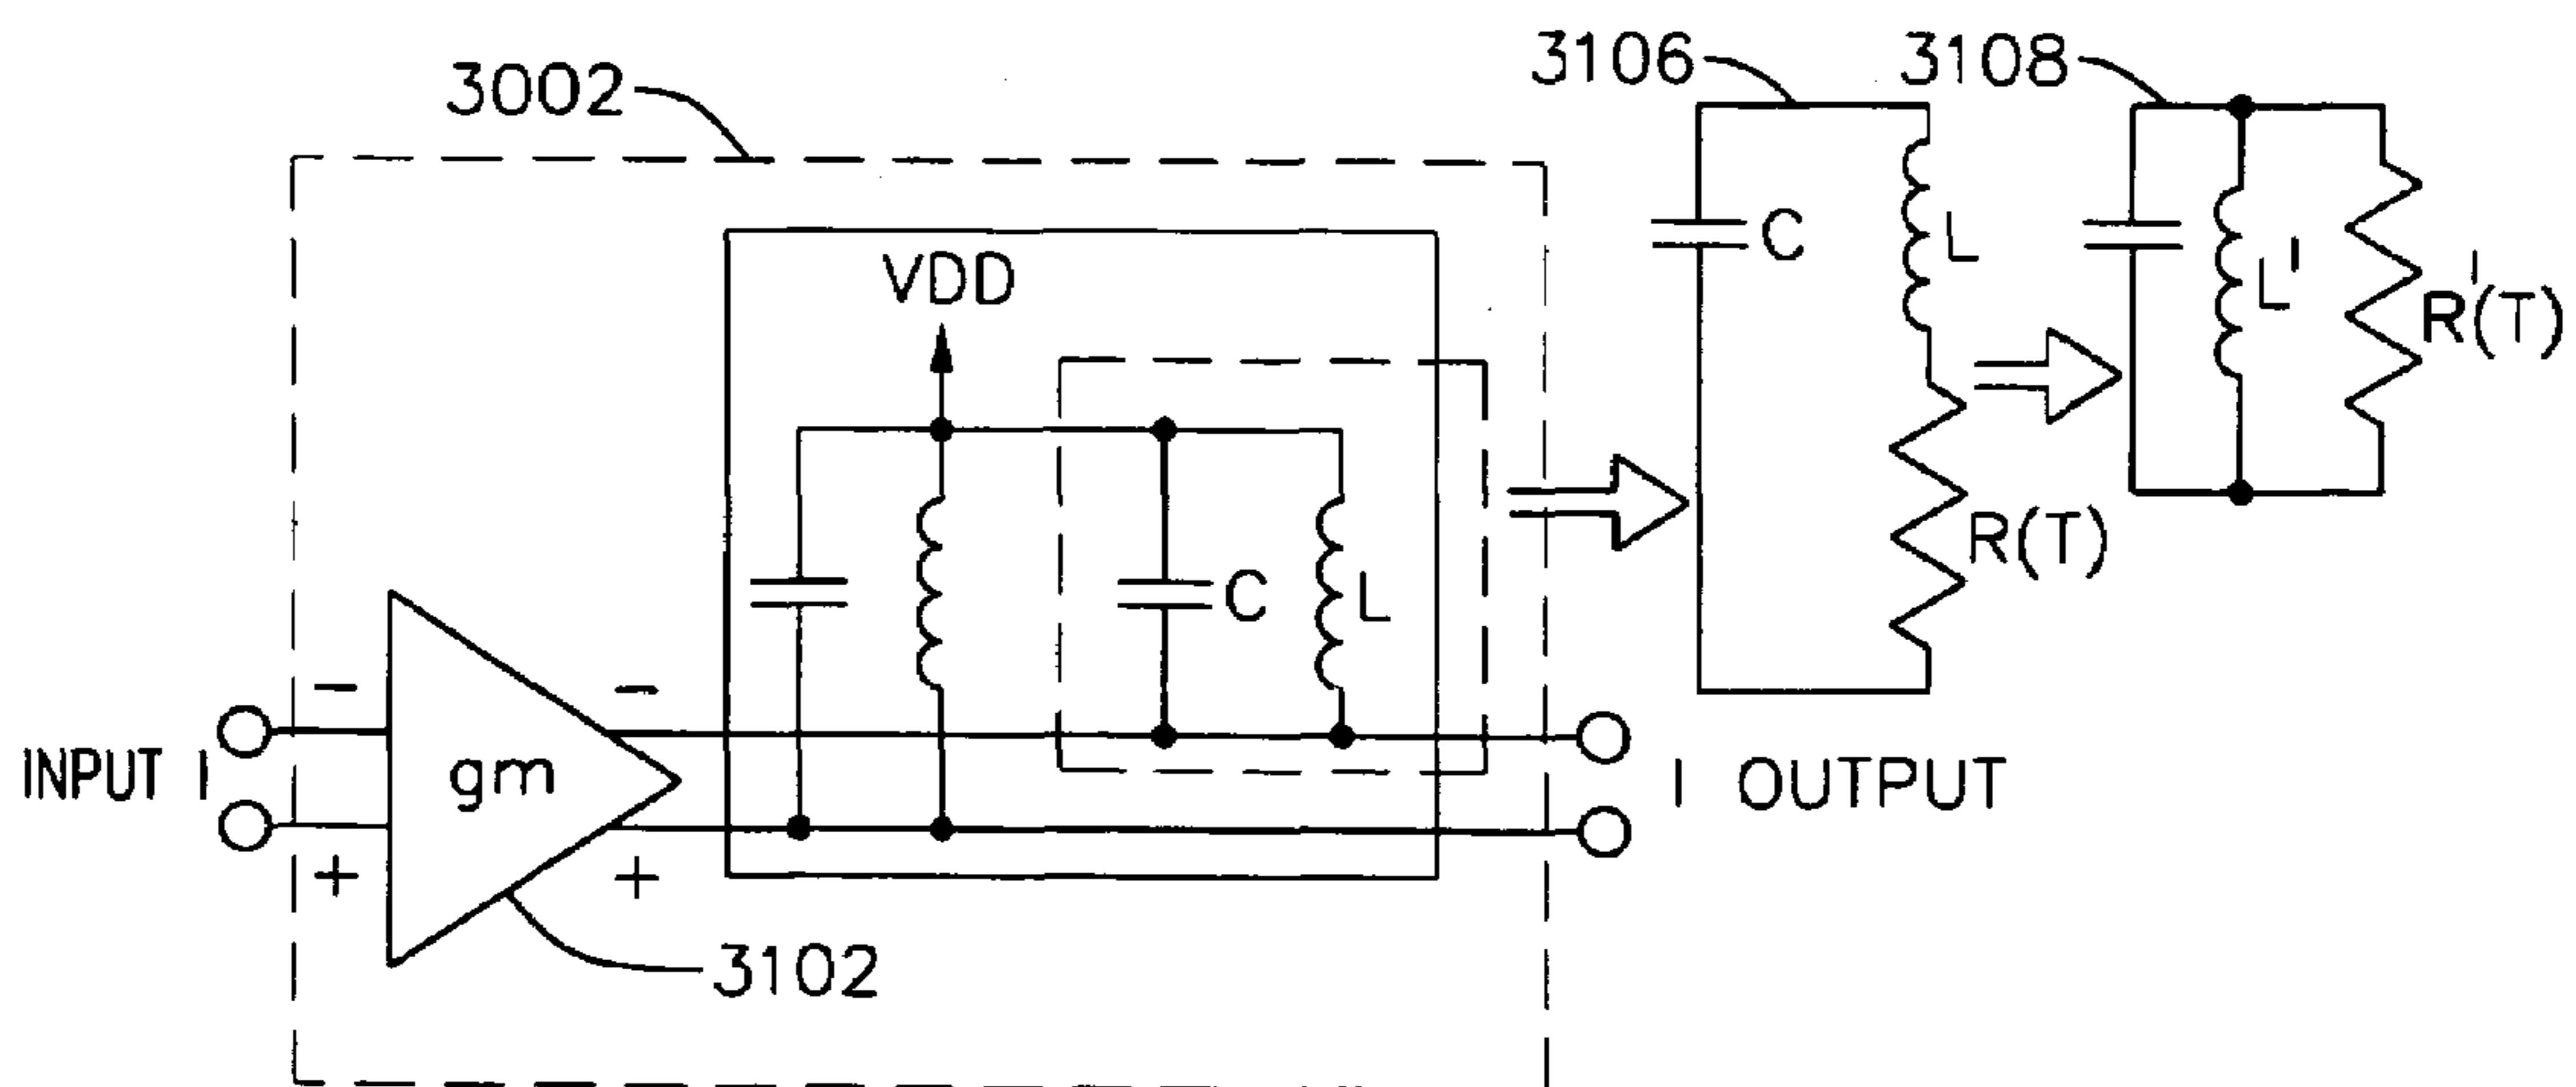 3002
3106
3108
VDD
C
L
C
L
R(T)
L'
R'(T)
INPUT
-
+
gm
-
+
OUTPUT
3102